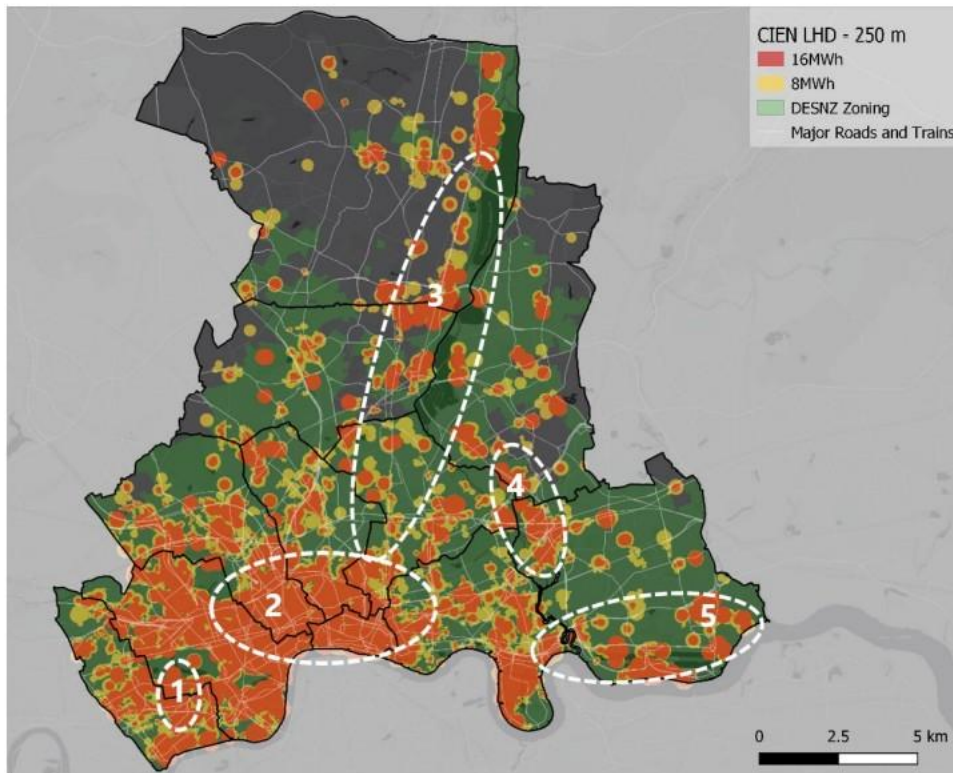 CIEN LHD - 250 m
16MWh
8MWh
DESNZ Zoning
Major Roads and Trains
3
4
2
5
1
0 2.5 5 km